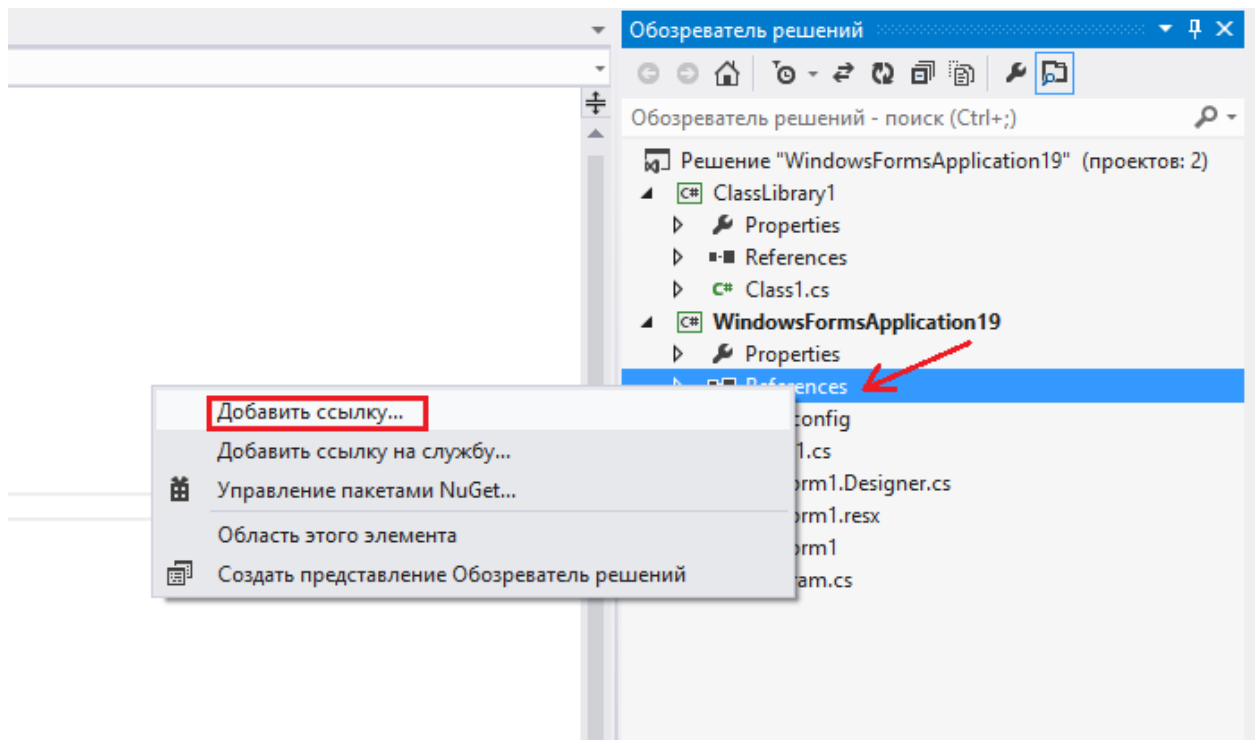 Обозреватель решений
Обозреватель решений - поиск (Ctrl+;)
Решение "WindowsFormsApplication19" (проектов: 2)
C# ClassLibrary1
Properties
References
C# Class1.cs
C# WindowsFormsApplication19
Properties
References
Добавить ссылку...
Добавить ссылку на службу...
Управление пакетами NuGet...
Область этого элемента
Создать представление Обозреватель решений
onfig
1.cs
orm1.Designer.cs
orm1.resx
orm1
ram.cs